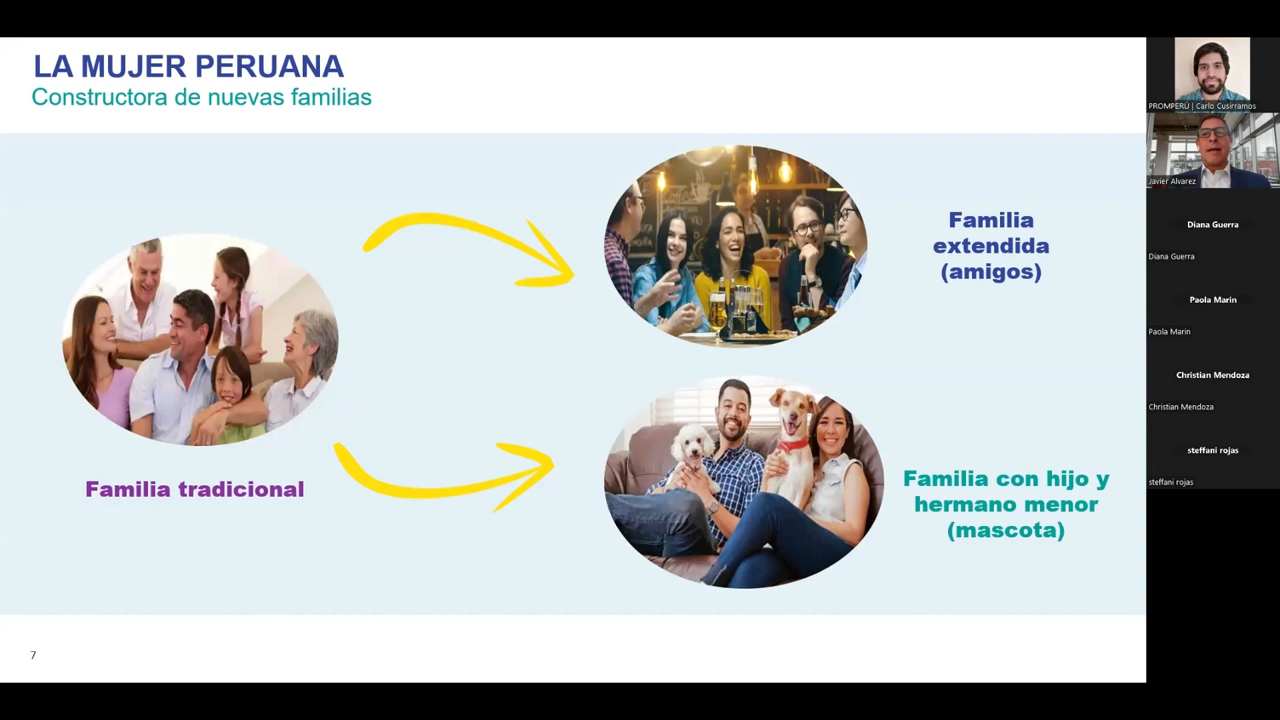 LA MUJER PERUANA
Constructora de nuevas familias
Familia tradicional
Familia
extendida
(amigos)
Familia con hijo y
hermano menor
(mascota)
7
PROMPERÚ | Carlo Cusirramos
Javier Alvarez
Diana Guerra
Diana Guerra
Paola Marin
Paola Marin
Christian Mendoza
Christian Mendoza
steffani rojas
steffani rojas